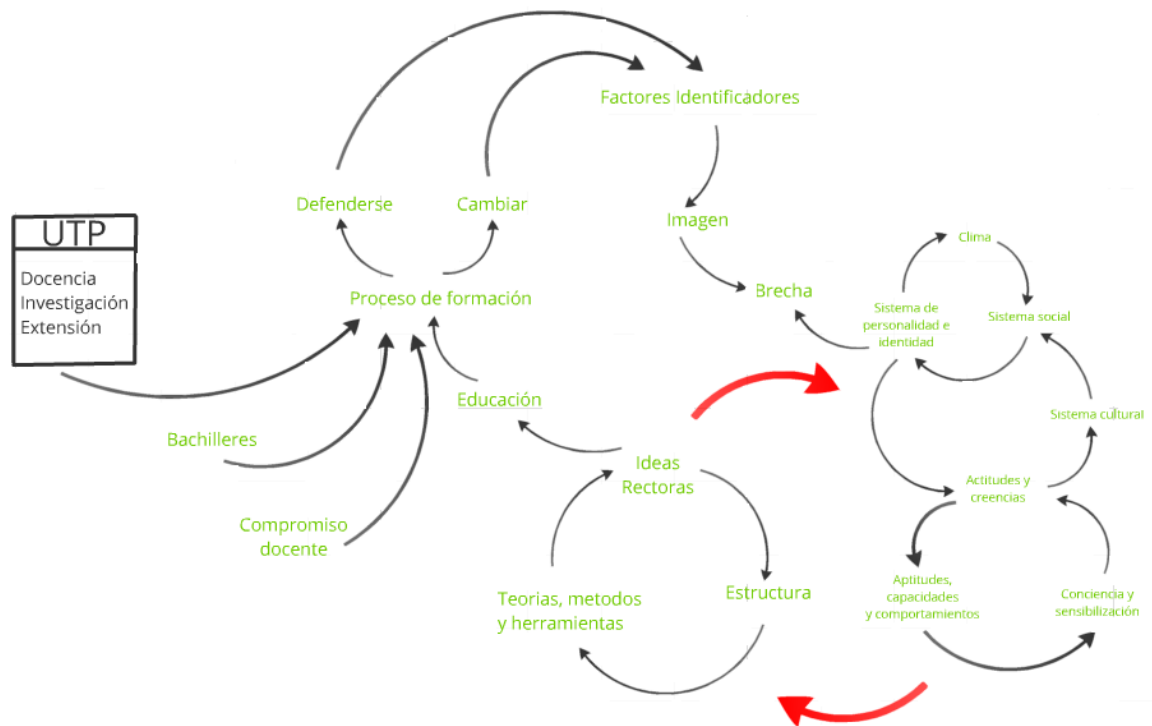 Factores Identificadores
Defenderse
Cambiar
Imagen
UTP
Docencia
Investigación
Extensión
Clima
Proceso de formación
Brecha
Sistema de
personalidad e
identidad
Sistema social
Educación
Sistema cultural
Bachilleres
Ideas
Rectoras
Actitudes y
creencias
Compromiso
docente
Teorias, metodos
y herramientas
Estructura
Aptitudes,
capacidades
y comportamientos
Conciencia y
sensibilización